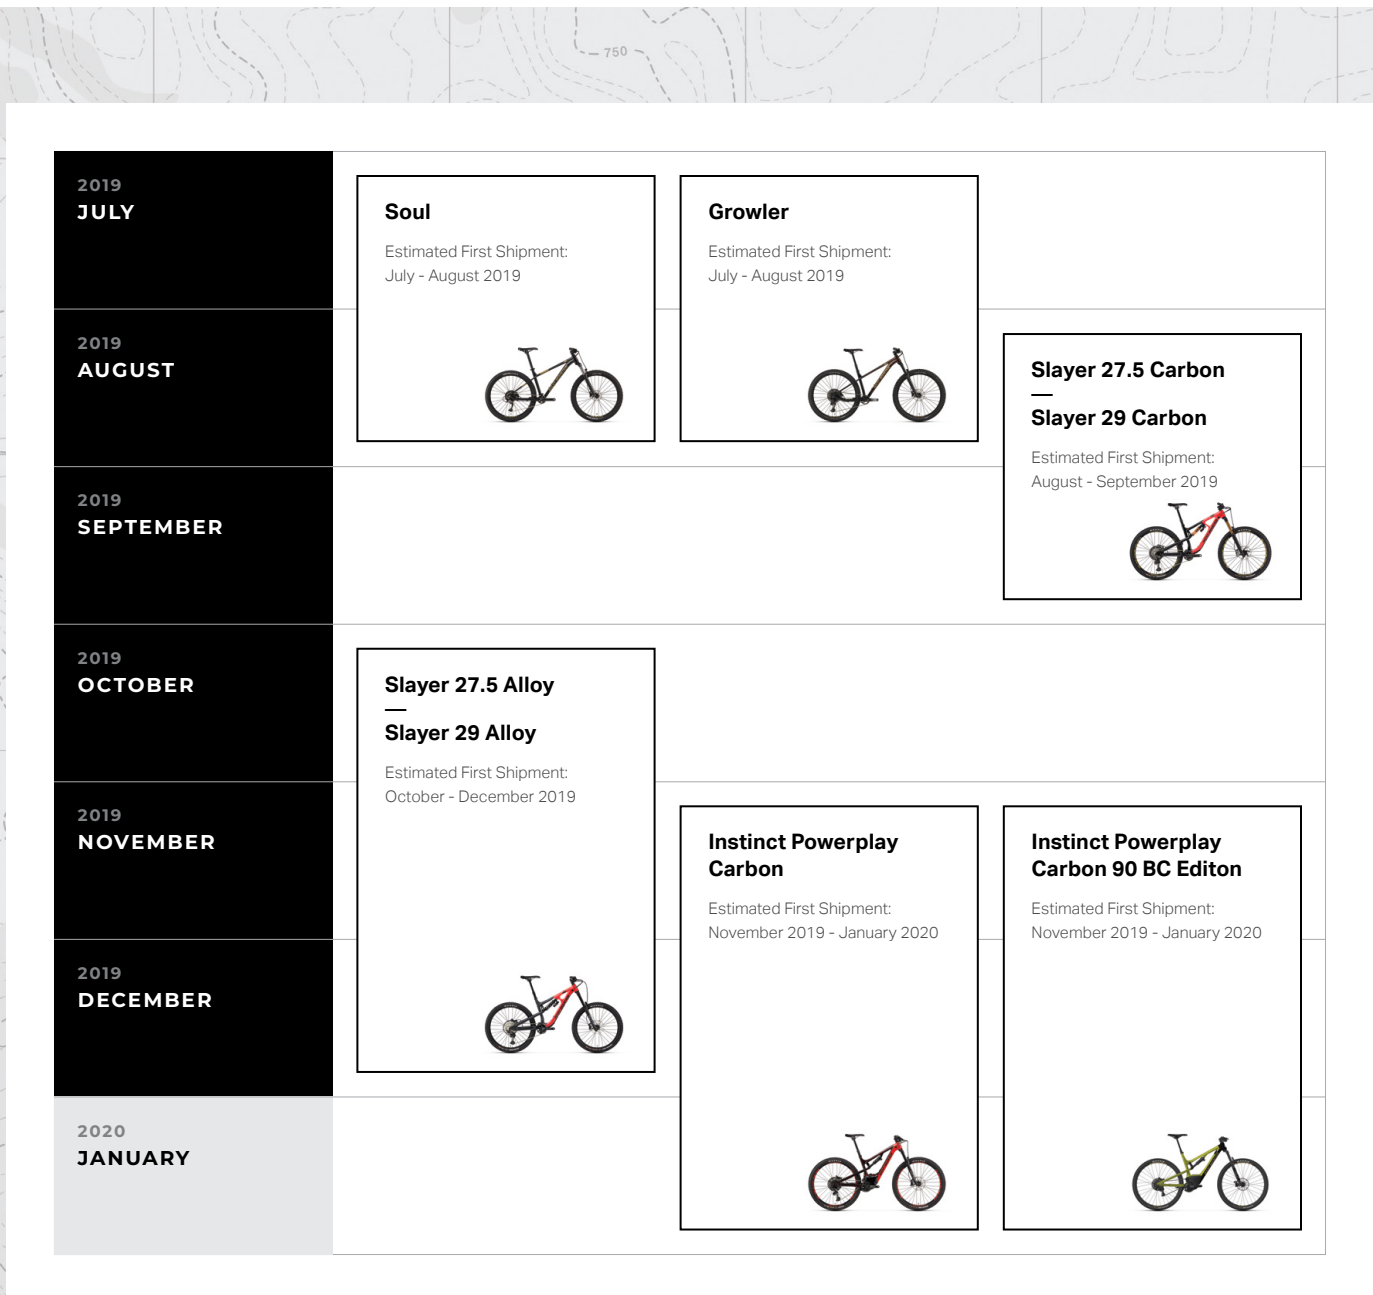 750
2019
JULY
Soul
Estimated First Shipment:
July - August 2019
Growler
Estimated First Shipment:
July - August 2019
2019
AUGUST
Slayer 27.5 Carbon
—
Slayer 29 Carbon
Estimated First Shipment:
August - September 2019
2019
SEPTEMBER
2019
OCTOBER
Slayer 27.5 Alloy
—
Slayer 29 Alloy
Estimated First Shipment:
October - December 2019
2019
NOVEMBER
Instinct Powerplay
Carbon
Estimated First Shipment:
November 2019 - January 2020
Instinct Powerplay
Carbon 90 BC Editon
Estimated First Shipment:
November 2019 - January 2020
2019
DECEMBER
2020
JANUARY